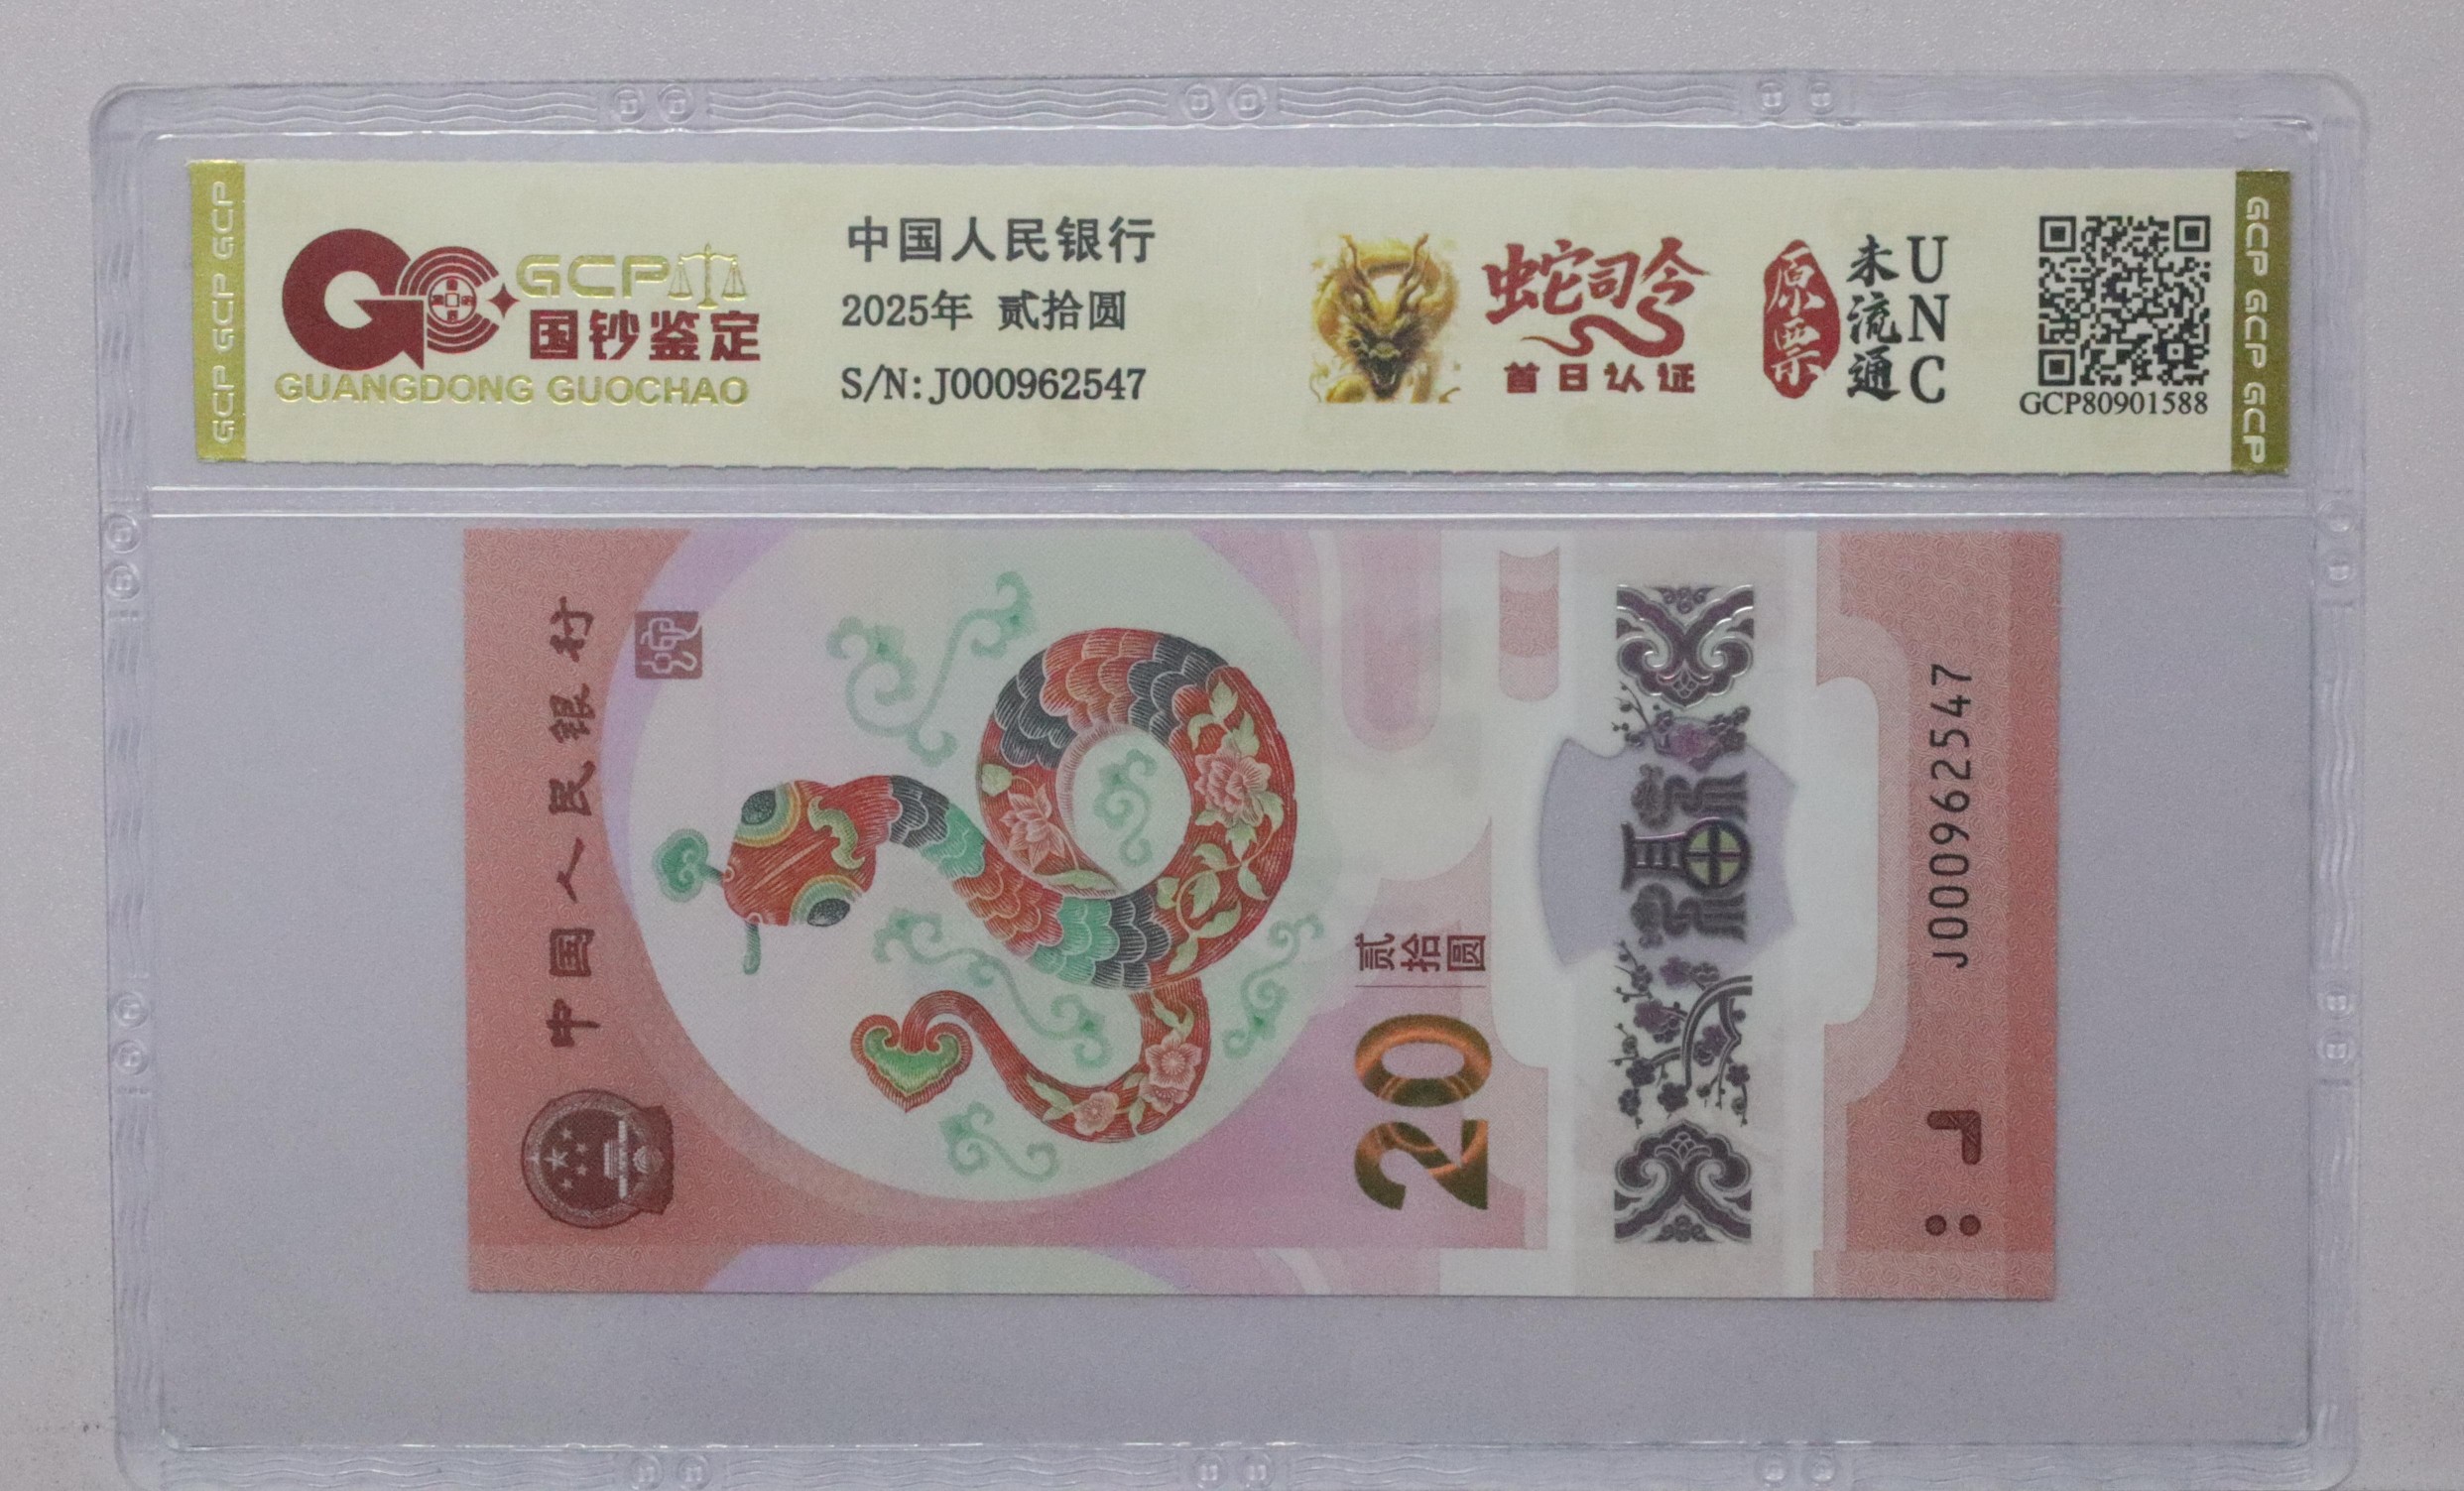 GCP GCP GCP
GCP
国钞鉴定
GUANGDONG GUOCHAO
中国人民银行
2025年 贰拾圆
S/N:J000962547
蛇司令
首日认证
原票
未流通
UNC
GCP80901588
GCP GCP GCP
中国人民银行
蛇
20
贰拾圆
福
J000962547